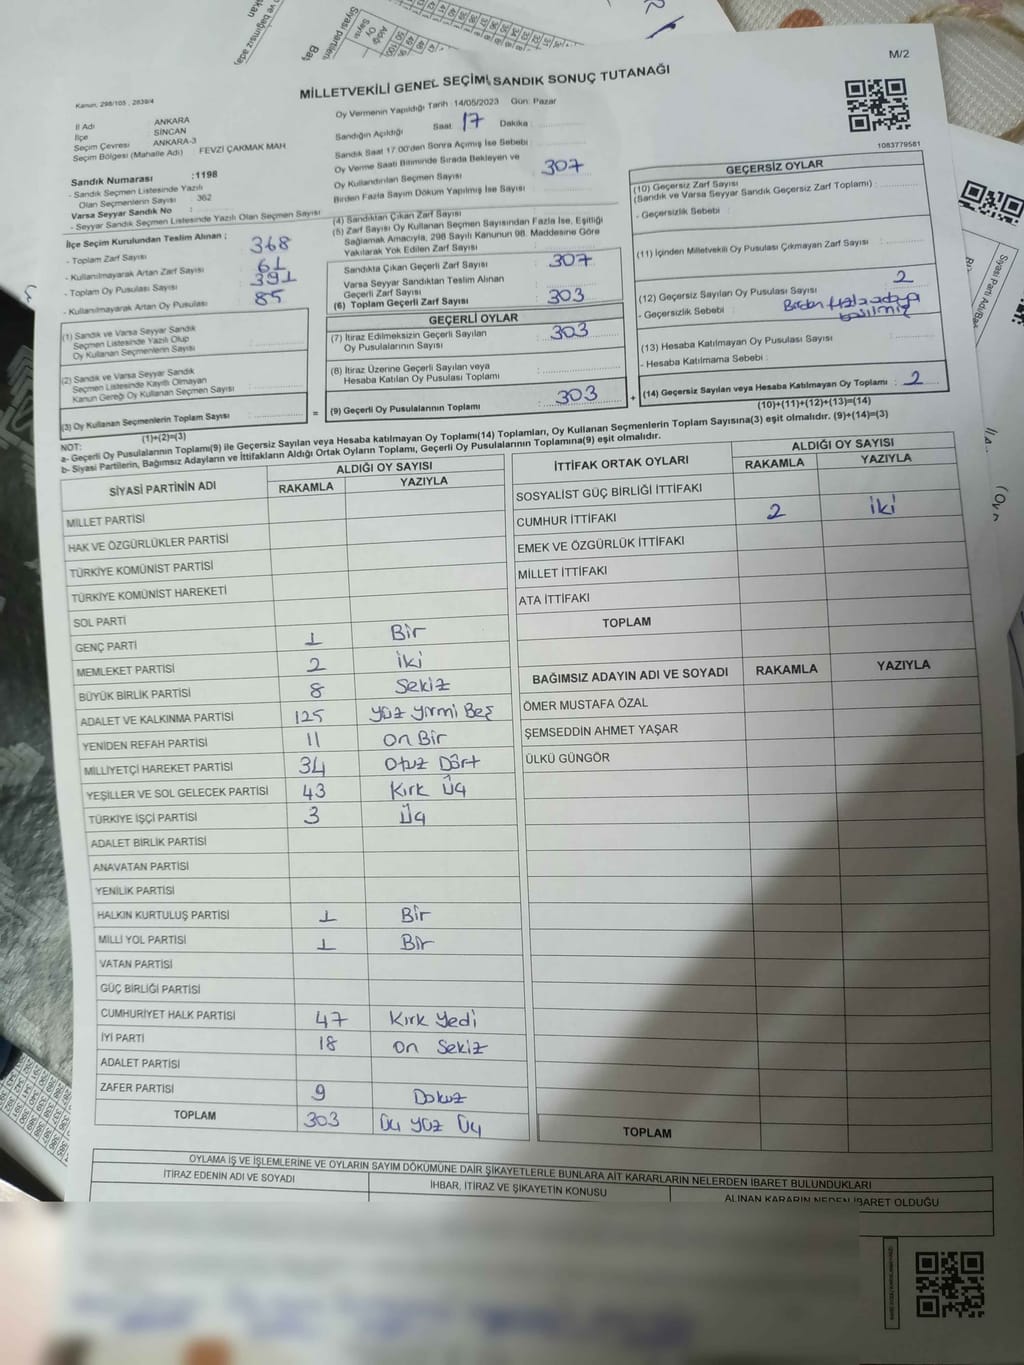 M/2
MİLLETVEKİLİ GENEL SEÇİMİ SANDIK SONUÇ TUTANAĞI
Kanun, 298/105 , 2839/4
İl Adı ANKARA
İlçe SİNCAN
Seçim Çevresi ANKARA-3
Seçim Bölgesi (Mahalle Adı) : FEVZİ ÇAKMAK MAH
Sandık Numarası :1198
- Sandık Seçmen Listesinde Yazılı
Olan Seçmenlerin Sayısı : 362
Varsa Seyyar Sandık No :
- Seyyar Sandık Seçmen Listesinde Yazılı Olan Seçmen Sayısı
İlçe Seçim Kurulundan Teslim Alınan ;
- Toplam Zarf Sayısı 368
- Kullanılmayarak Artan Zarf Sayısı 61
- Toplam Oy Pusulası Sayısı 391
- Kullanılmayarak Artan Oy Pusulası 85
(1) Sandık ve Varsa Seyyar Sandık
Seçmen Listesinde Yazılı Olup
Oy Kullanan Seçmenlerin Sayısı
(2) Sandık ve Varsa Seyyar Sandık
Seçmen Listesinde Kayıtlı Olmayan
Kanun Gereği Oy Kullanan Seçmen Sayısı
(3) Oy Kullanan Seçmenlerin Toplam Sayısı :
(1)+(2)=(3)
Oy Vermenin Yapıldığı Tarih :14/05/2023 Gün: Pazar
Sandığın Açıldığı Saat: 17 Dakika :
Sandık Saat 17:00'den Sonra Açılmış İse Sebebi :
Oy Verme Saati Bitiminde Sırada Bekleyen ve
Oy Kullandırılan Seçmen Sayısı 307
Birden Fazla Sayım Döküm Yapılmış İse Sayısı
(4) Sandıktan Çıkan Zarf Sayısı
(5) Zarf Sayısı Oy Kullanan Seçmen Sayısından Fazla İse, Eşitliği
Sağlamak Amacıyla, 298 Sayılı Kanunun 98. Maddesine Göre
Yakılarak Yok Edilen Zarf Sayısı
Sandıkta Çıkan Geçerli Zarf Sayısı : 307
Varsa Seyyar Sandıktan Teslim Alınan
Geçerli Zarf Sayısı
(6) Toplam Geçerli Zarf Sayısı : 303
GEÇERLİ OYLAR
(7) İtiraz Edilmeksizin Geçerli Sayılan
Oy Pusulalarının Sayısı : 303
(8) İtiraz Üzerine Geçerli Sayılan veya
Hesaba Katılan Oy Pusulası Toplamı
= (9) Geçerli Oy Pusulalarının Toplamı : 303 +
1083779581
GEÇERSİZ OYLAR
(10) Geçersiz Zarf Sayısı
(Sandık ve Varsa Seyyar Sandık Geçersiz Zarf Toplamı) :
- Geçersizlik Sebebi :
(11) İçinden Milletvekili Oy Pusulası Çıkmayan Zarf Sayısı
(12) Geçersiz Sayılan Oy Pusulası Sayısı : 2
- Geçersizlik Sebebi : Birden fazla adaya
basılmış
(13) Hesaba Katılmayan Oy Pusulası Sayısı
- Hesaba Katılmama Sebebi :
(14) Geçersiz Sayılan veya Hesaba Katılmayan Oy Toplamı : 2
(10)+(11)+(12)+(13)=(14)
NOT:
a- Geçerli Oy Pusulalarının Toplamı(9) ile Geçersiz Sayılan veya Hesaba katılmayan Oy Toplamı(14) Toplamları, Oy Kullanan Seçmenlerin Toplam Sayısına(3) eşit olmalıdır. (9)+(14)=(3)
b- Siyasi Partilerin, Bağımsız Adayların ve İttifakların Aldığı Ortak Oyların Toplamı, Geçerli Oy Pusulalarının Toplamına(9) eşit olmalıdır.
SİYASİ PARTİNİN ADI ALDIĞI OY SAYISI
RAKAMLA YAZIYLA
MİLLET PARTİSİ
HAK VE ÖZGÜRLÜKLER PARTİSİ
TÜRKİYE KOMÜNİST PARTİSİ
TÜRKİYE KOMÜNİST HAREKETİ
SOL PARTİ
GENÇ PARTİ 1 Bir
MEMLEKET PARTİSİ 2 iki
BÜYÜK BİRLİK PARTİSİ 8 Sekiz
ADALET VE KALKINMA PARTİSİ 125 yüz yirmi Beş
YENİDEN REFAH PARTİSİ 11 on Bir
MİLLİYETÇİ HAREKET PARTİSİ 34 Otuz Dört
YEŞİLLER VE SOL GELECEK PARTİSİ 43 Kırk Üç
TÜRKİYE İŞÇİ PARTİSİ 3 Üç
ADALET BİRLİK PARTİSİ
ANAVATAN PARTİSİ
YENİLİK PARTİSİ
HALKIN KURTULUŞ PARTİSİ 1 Bir
MİLLİ YOL PARTİSİ 1 Bir
VATAN PARTİSİ
GÜÇ BİRLİĞİ PARTİSİ
CUMHURİYET HALK PARTİSİ 47 Kırk Yedi
İYİ PARTİ 18 on Sekiz
ADALET PARTİSİ
ZAFER PARTİSİ 9 Dokuz
TOPLAM 303 Üç yüz Üç
İTTİFAK ORTAK OYLARI ALDIĞI OY SAYISI
RAKAMLA YAZIYLA
SOSYALİST GÜÇ BİRLİĞİ İTTİFAKI
CUMHUR İTTİFAKI 2 iki
EMEK VE ÖZGÜRLÜK İTTİFAKI
MİLLET İTTİFAKI
ATA İTTİFAKI
TOPLAM
BAĞIMSIZ ADAYIN ADI VE SOYADI RAKAMLA YAZIYLA
ÖMER MUSTAFA ÖZAL
ŞEMSEDDİN AHMET YAŞAR
ÜLKÜ GÜNGÖR
TOPLAM
OYLAMA İŞ VE İŞLEMLERİNE VE OYLARIN SAYIM DÖKÜMÜNE DAİR ŞİKAYETLERLE BUNLARA AİT KARARLARIN NELERDEN İBARET BULUNDUKLARI
İTİRAZ EDENİN ADI VE SOYADI İHBAR, İTİRAZ VE ŞİKAYETİN KONUSU ALINAN KARARIN NEDEN İBARET OLDUĞU